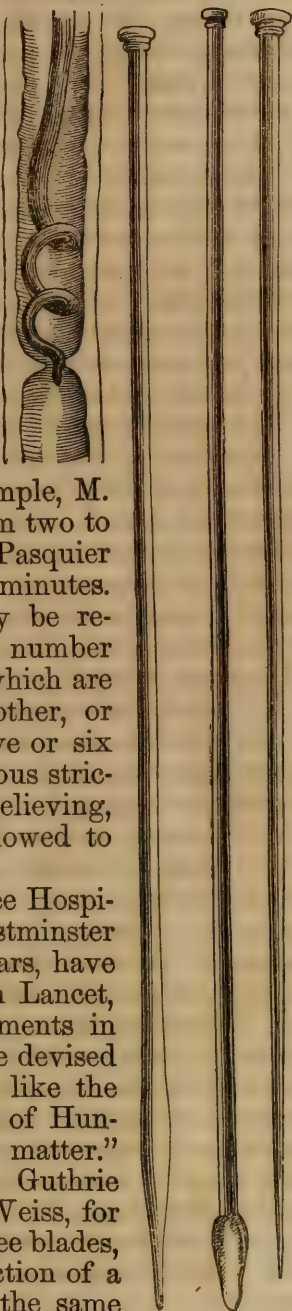 mple, M.
n two to
Pasquier
minutes.
y be re-
number
which are
other, or
ve or six
ous stric-
elieving,
owed to
ee Hospi-
stminster
ars, have
n Lancet,
ments in
e devised
like the
of Hun-
matter."
Guthrie
Weiss, for
ee blades,
ction of a
the same